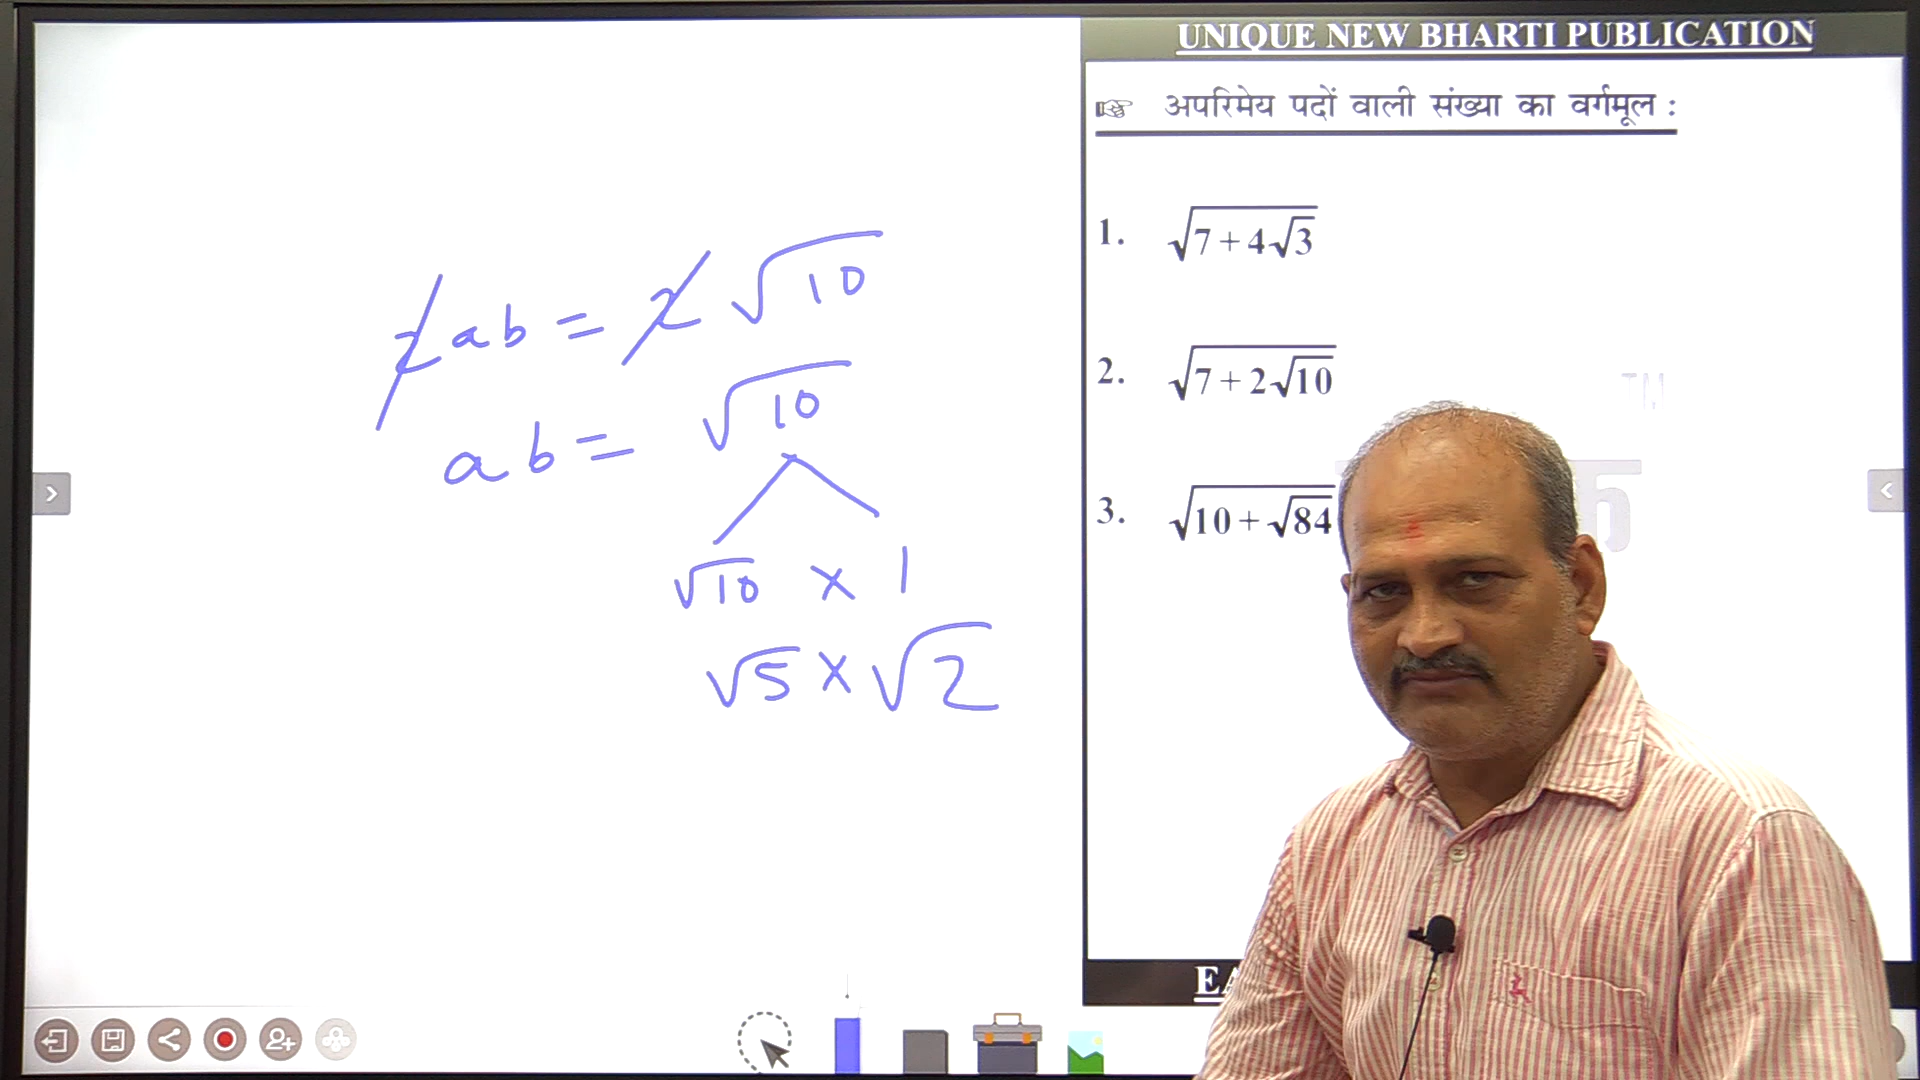 2ab = 2√10
ab = √10
√10 × 1
√5 × √2
UNIQUE NEW BHARTI PUBLICATION
☞ अपरिमेय पदों वाली संख्या का वर्गमूल :
1. √(7 + 4√3)
2. √(7 + 2√10)
3. √(10 + √84)
TM